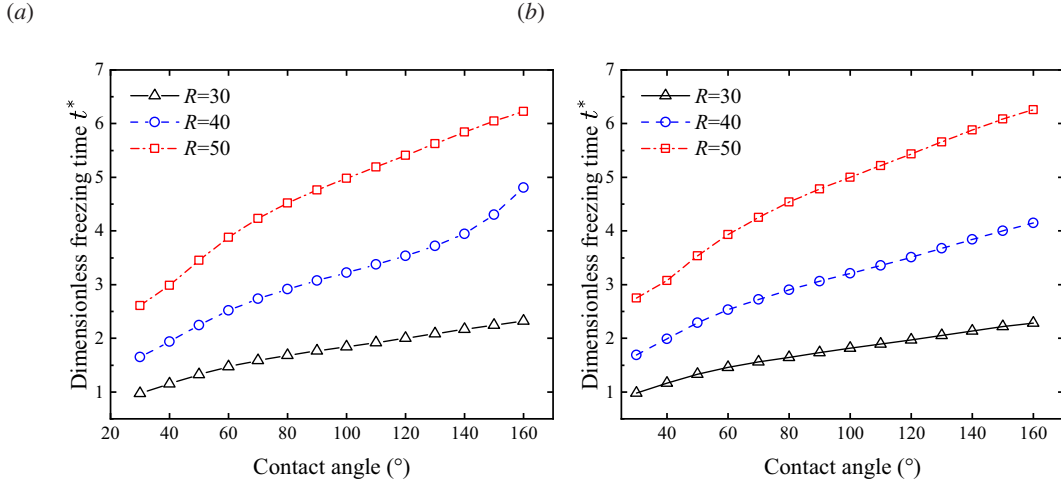 (a)
(b)
7
6
5
4
3
2
1
Dimensionless freezing time t*
R=30
R=40
R=50
20 40 60 80 100 120 140 160
Contact angle (°)
7
6
5
4
3
2
1
Dimensionless freezing time t*
R=30
R=40
R=50
40 60 80 100 120 140 160
Contact angle (°)